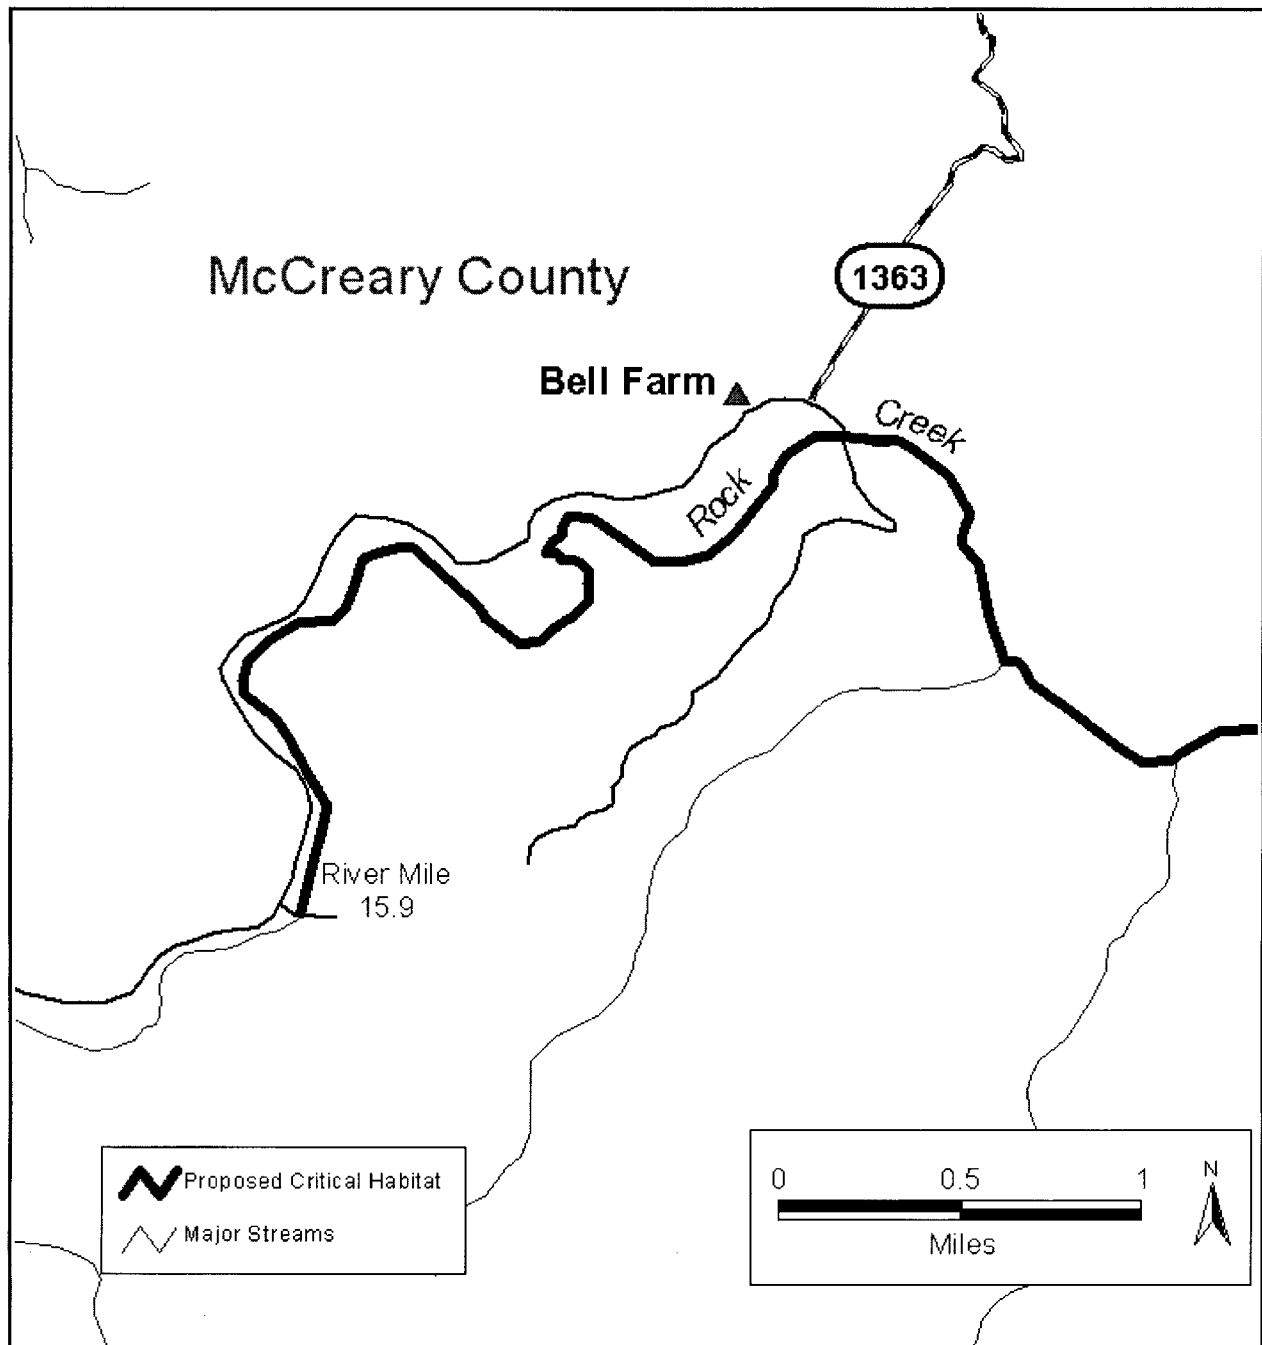 McCreary County
1363
Bell Farm
Rock Creek
River Mile
15.9
Proposed Critical Habitat
Major Streams
0 0.5 1
Miles
N